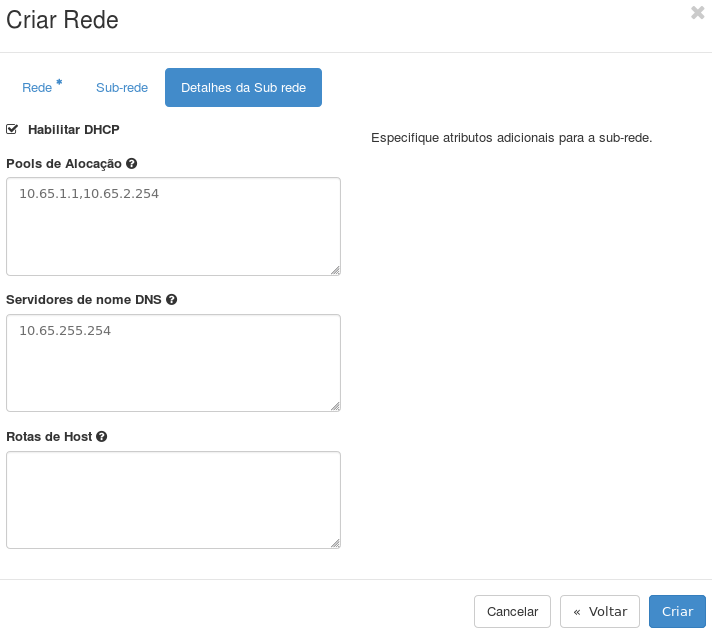 Criar Rede
Rede *
Sub-rede
Detalhes da Sub rede
Habilitar DHCP
Especifique atributos adicionais para a sub-rede.
Pools de Alocação
10.65.1.1,10.65.2.254
Servidores de nome DNS
10.65.255.254
Rotas de Host
Cancelar
« Voltar
Criar